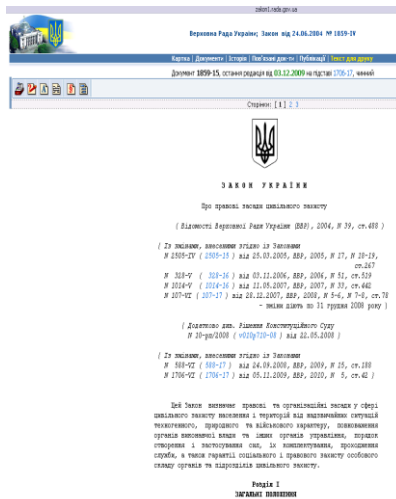 zakon1.rada.gov.ua
Верховна Рада України; Закон від 24.06.2004 № 1859-IV
Картка | Документи | Історія | Пов'язані док-ти | Публікації | Текст для друку
Документ 1859-15, остання редакція від 03.12.2009 на підставі 1706-17, чинний
Сторінки: [ 1 ] 2 3
З А К О Н У К Р А Ї Н И
Про правові засади цивільного захисту
( Відомості Верховної Ради України (ВВР), 2004, N 39, ст.488 )
( Із змінами, внесеними згідно із Законами
N 2505-IV ( 2505-15 ) від 25.03.2005, ВВР, 2005, N 17, N 18-19,
ст.267
N 328-V ( 328-16 ) від 03.11.2006, ВВР, 2006, N 51, ст.519
N 1014-V ( 1014-16 ) від 11.05.2007, ВВР, 2007, N 33, ст.442
N 107-VI ( 107-17 ) від 28.12.2007, ВВР, 2008, N 5-6, N 7-8, ст.78
- зміни діють по 31 грудня 2008 року )
( Додатково див. Рішення Конституційного Суду
N 10-рп/2008 ( v010p710-08 ) від 22.05.2008 )
( Із змінами, внесеними згідно із Законами
N 588-VI ( 588-17 ) від 24.09.2008, ВВР, 2009, N 15, ст.188
N 1706-VI ( 1706-17 ) від 05.11.2009, ВВР, 2010, N 5, ст.42 )
Цей Закон визначає правові та організаційні засади у сфері
цивільного захисту населення і територій від надзвичайних ситуацій
техногенного, природного та військового характеру, повноваження
органів виконавчої влади та інших органів управління, порядок
створення і застосування сил, їх комплектування, проходження
служби, а також гарантії соціального і правового захисту особового
складу органів та підрозділів цивільного захисту.
Розділ I
ЗАГАЛЬНІ ПОЛОЖЕННЯ